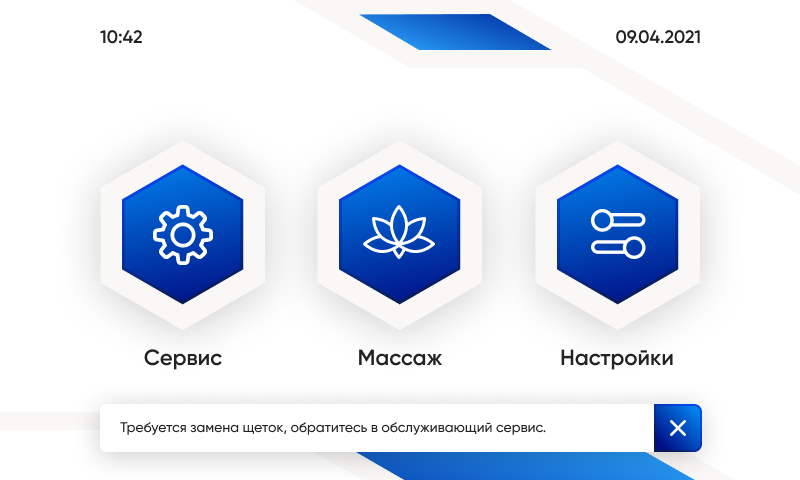 10:42
09.04.2021
Сервис
Массаж
Настройки
Требуется замена щеток, обратитесь в обслуживающий сервис.